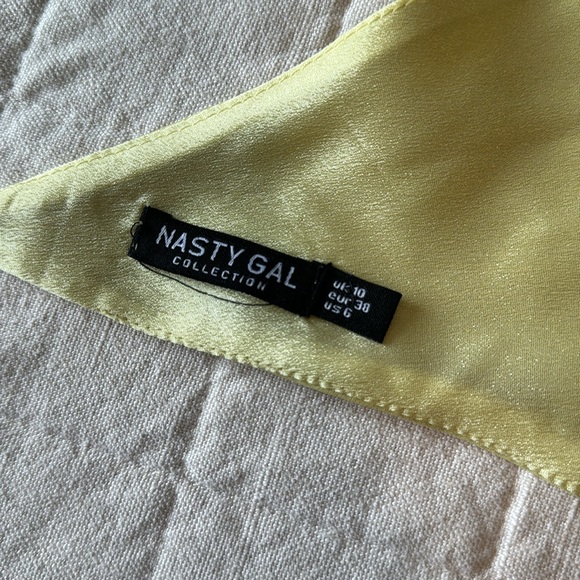 NASTY GAL
COLLECTION
UK 10
eur 38
US 6